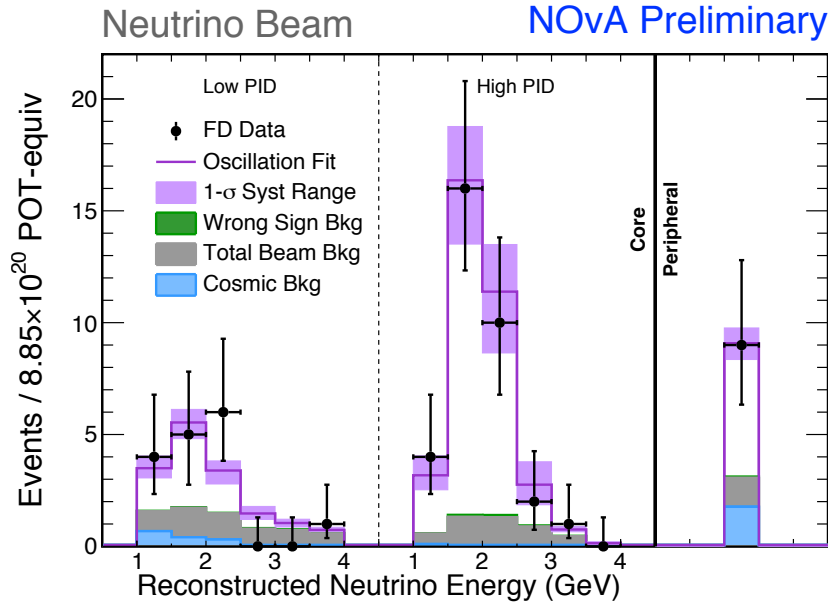 Neutrino Beam
NOvA Preliminary
Events / 8.85×10²⁰ POT-equiv
20
15
10
5
0
Low PID
High PID
FD Data
Oscillation Fit
1-σ Syst Range
Wrong Sign Bkg
Total Beam Bkg
Cosmic Bkg
Core
Peripheral
1 2 3 4 1 2 3 4
Reconstructed Neutrino Energy (GeV)